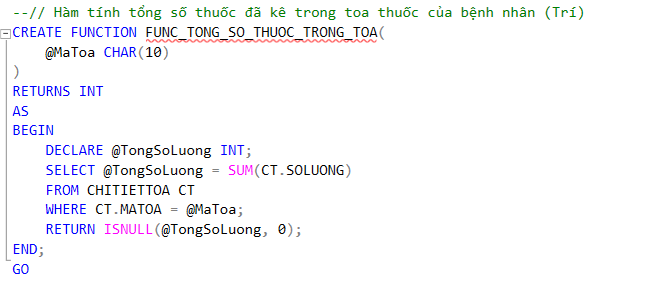 --// Hàm tính tổng số thuốc đã kê trong toa thuốc của bệnh nhân (Trí)
CREATE FUNCTION FUNC_TONG_SO_THUOC_TRONG_TOA(
    @MaToa CHAR(10)
)
RETURNS INT
AS
BEGIN
    DECLARE @TongSoLuong INT;
    SELECT @TongSoLuong = SUM(CT.SOLUONG)
    FROM CHITIETTOA CT
    WHERE CT.MATOA = @MaToa;
    RETURN ISNULL(@TongSoLuong, 0);
END;
GO